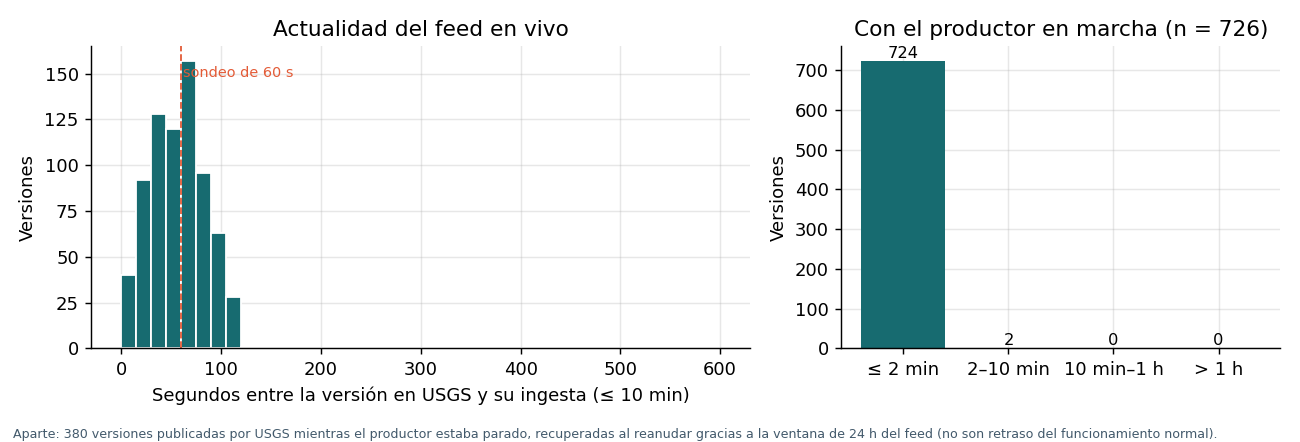 Actualidad del feed en vivo
150
125
100
75
50
25
0
Versiones
sondeo de 60 s
0 100 200 300 400 500 600
Segundos entre la versión en USGS y su ingesta (≤ 10 min)
Con el productor en marcha (n = 726)
700
600
500
400
300
200
100
0
Versiones
724
2
0
0
≤ 2 min 2–10 min 10 min–1 h > 1 h
Aparte: 380 versiones publicadas por USGS mientras el productor estaba parado, recuperadas al reanudar gracias a la ventana de 24 h del feed (no son retraso del funcionamiento normal).